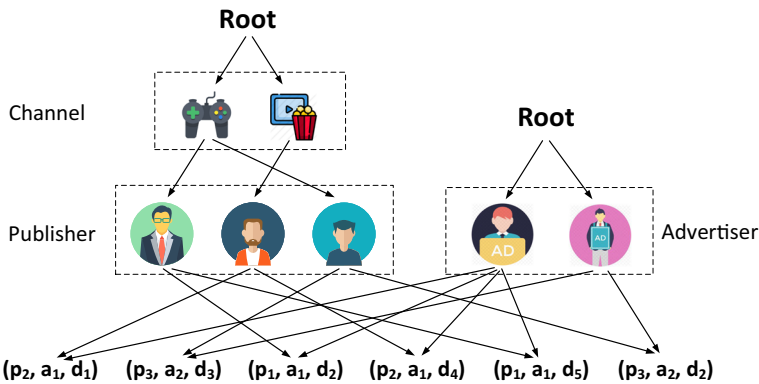 Root
Channel
Root
Publisher
AD
AD
Advertiser
(p₂, a₁, d₁) (p₃, a₂, d₃) (p₁, a₁, d₂) (p₂, a₁, d₄) (p₁, a₁, d₅) (p₃, a₂, d₂)